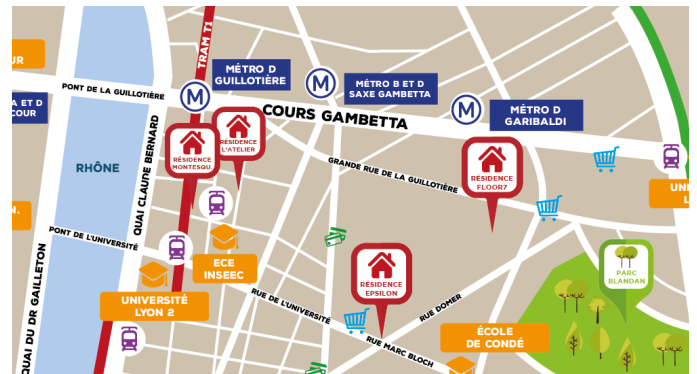 UR
A ET D
COUR
N.
RHÔNE
QUAI DU DR GAILLETON
QUAI CLAUDE BERNARD
PONT DE LA GUILLOTIÈRE
PONT DE L'UNIVERSITÉ
TRAM T1
M
MÉTRO D
GUILLOTIÈRE
M
MÉTRO B ET D
SAXE GAMBETTA
COURS GAMBETTA
M
MÉTRO D
GARIBALDI
RÉSIDENCE
MONTESQU.
RÉSIDENCE
L'ATELIER
GRANDE RUE DE LA GUILLOTIÈRE
RÉSIDENCE
FLOOR7
UNI
L
ECE
INSEEC
UNIVERSITÉ
LYON 2
RUE DE L'UNIVERSITÉ
RÉSIDENCE
EPSILON
RUE DOMER
RUE MARC BLOCH
ÉCOLE
DE CONDÉ
PARC
BLANDAN